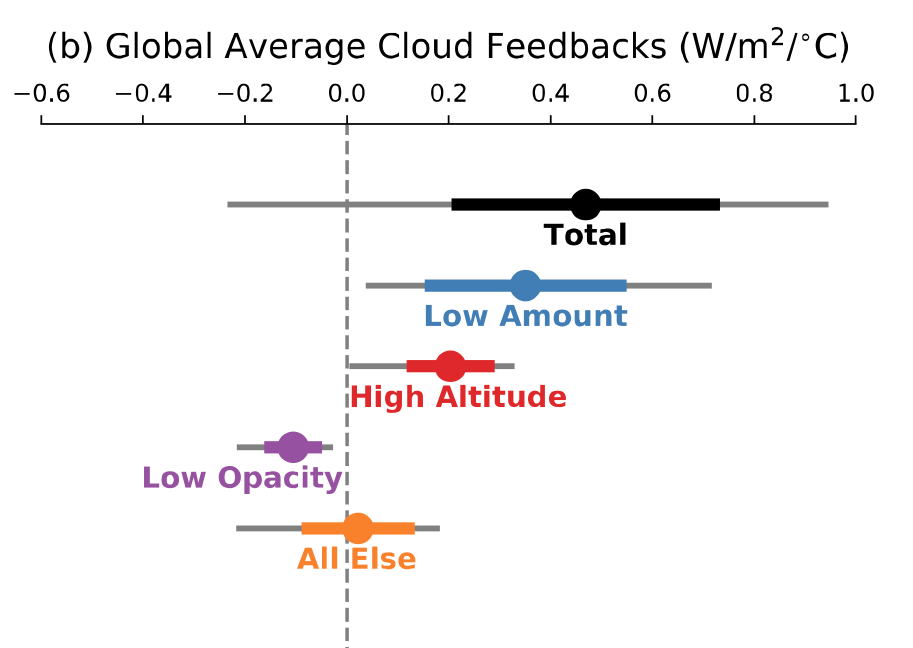 (b) Global Average Cloud Feedbacks (W/m²/°C)
−0.6 −0.4 −0.2 0.0 0.2 0.4 0.6 0.8 1.0
Total
Low Amount
High Altitude
Low Opacity
All Else